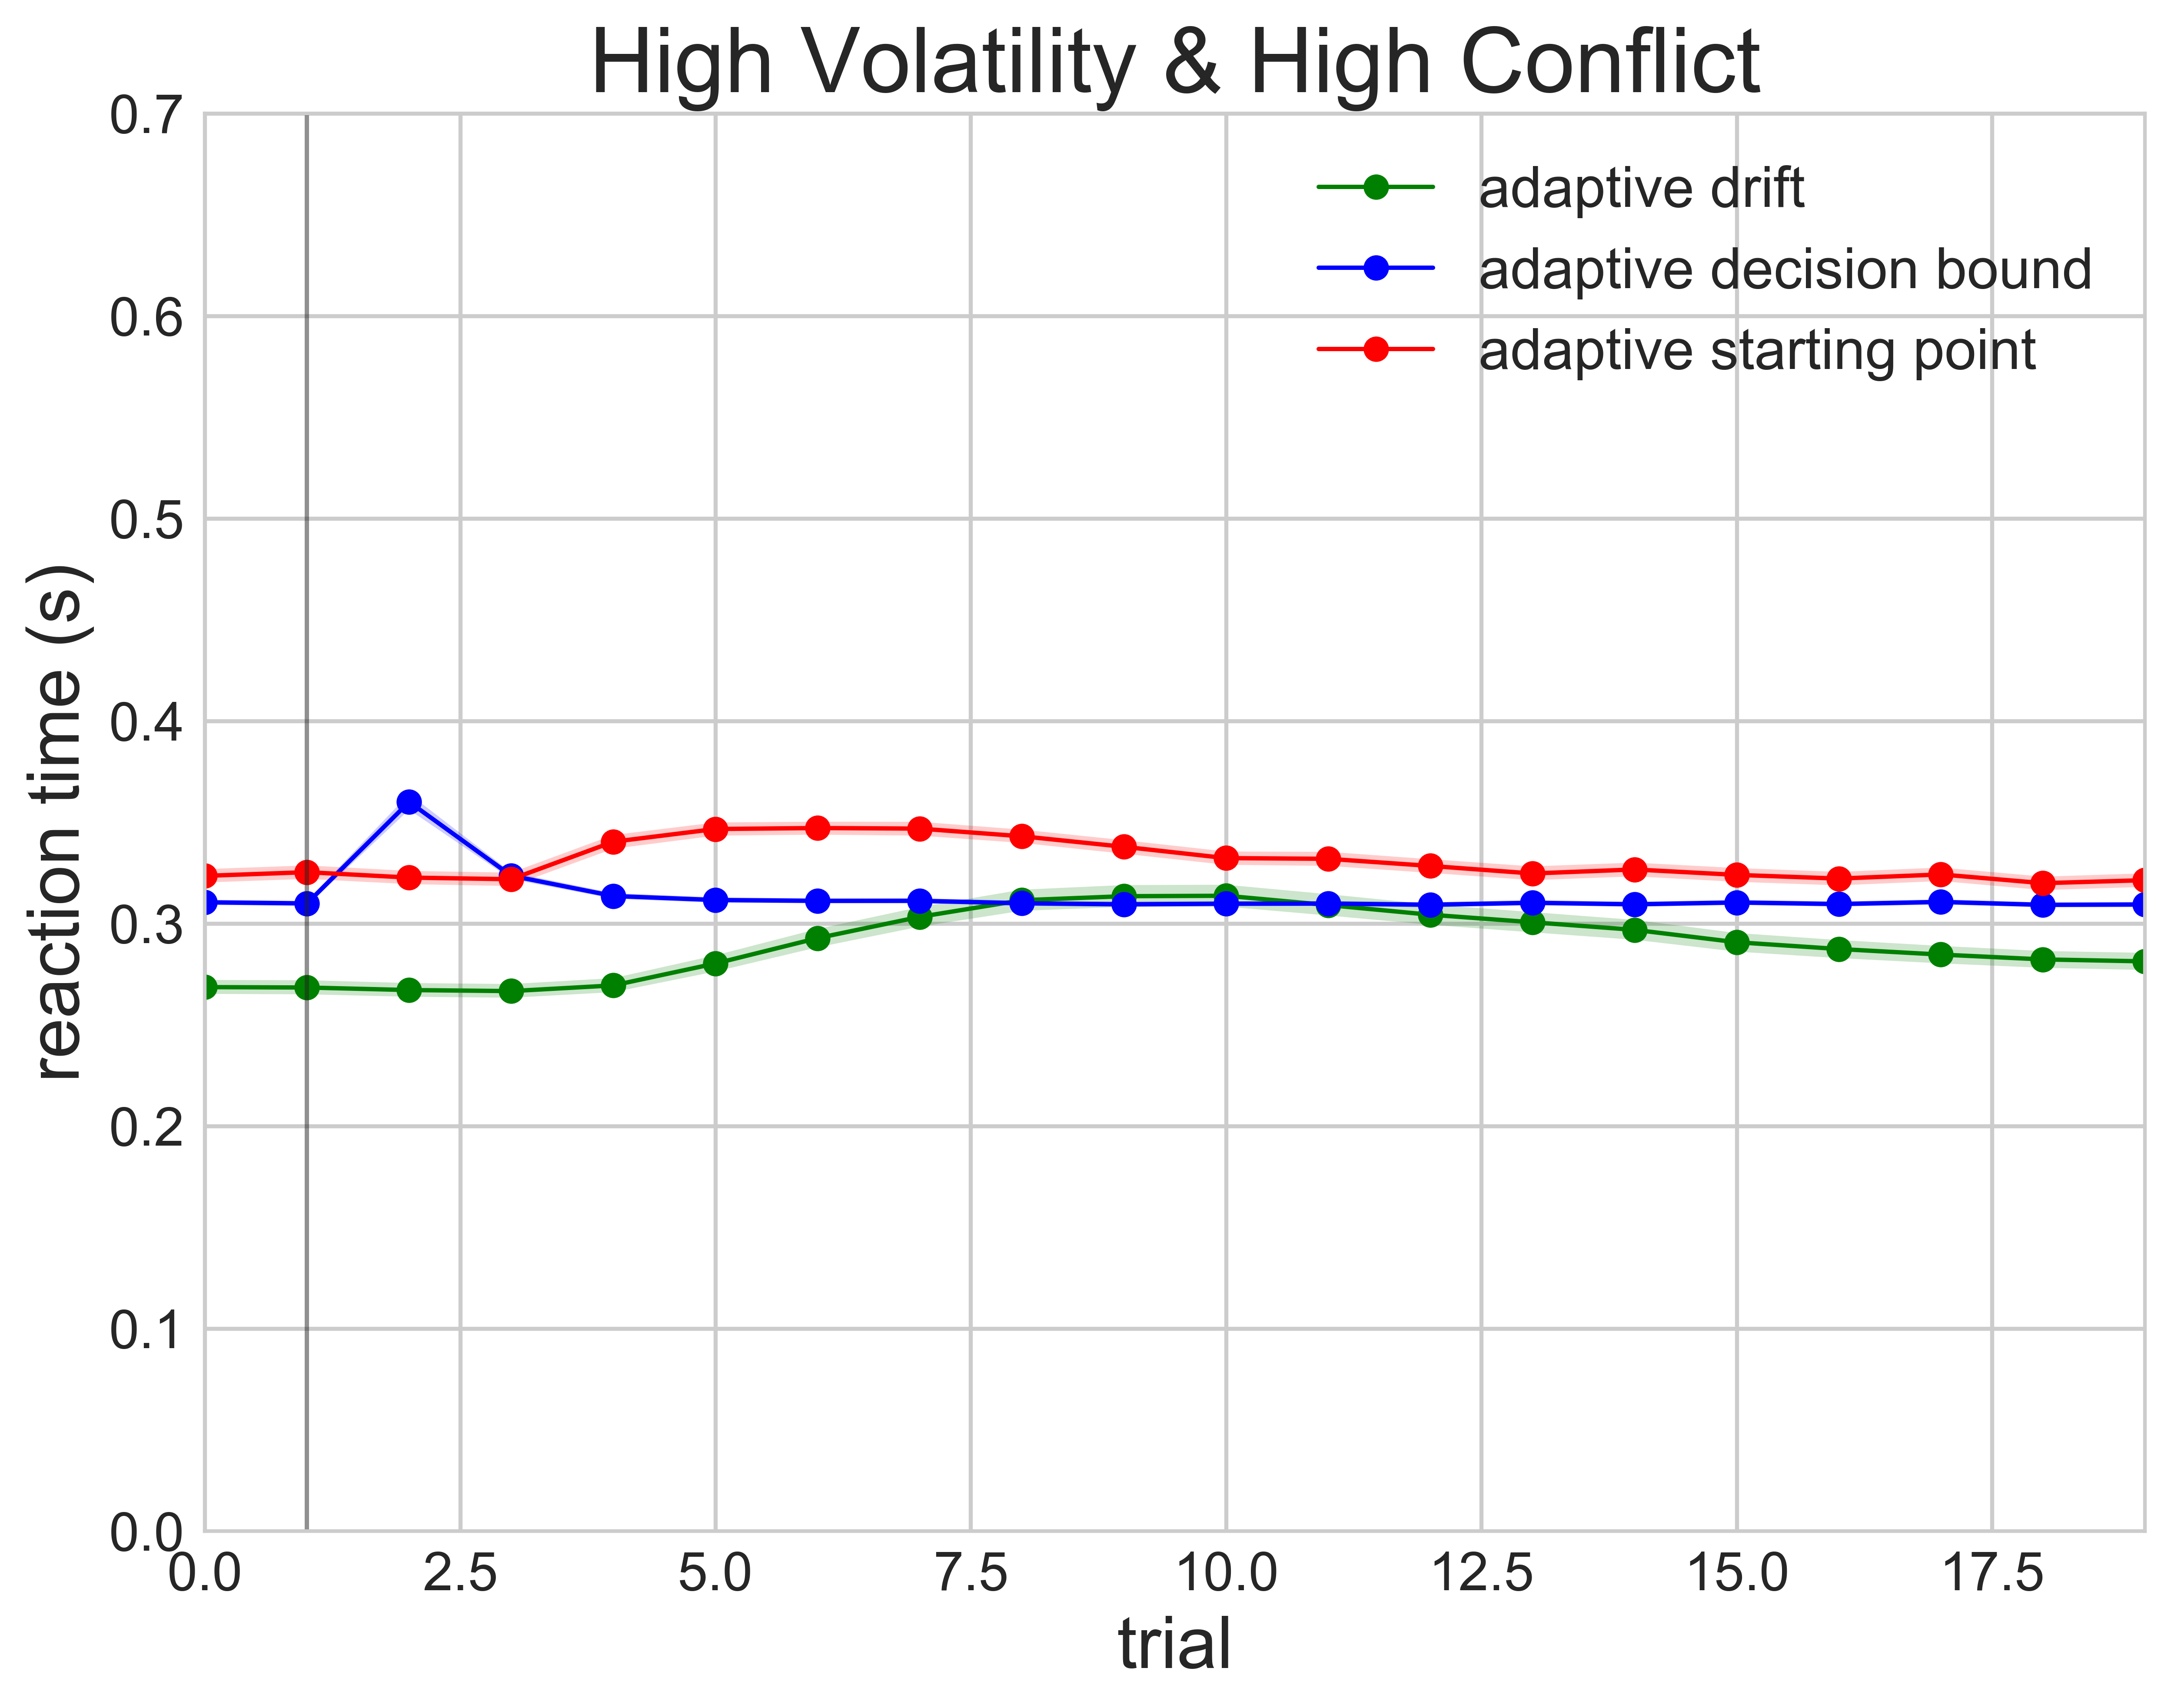 High Volatility & High Conflict
0.7
0.6
0.5
0.4
0.3
0.2
0.1
0.0
reaction time (s)
adaptive drift
adaptive decision bound
adaptive starting point
0.0 2.5 5.0 7.5 10.0 12.5 15.0 17.5
trial